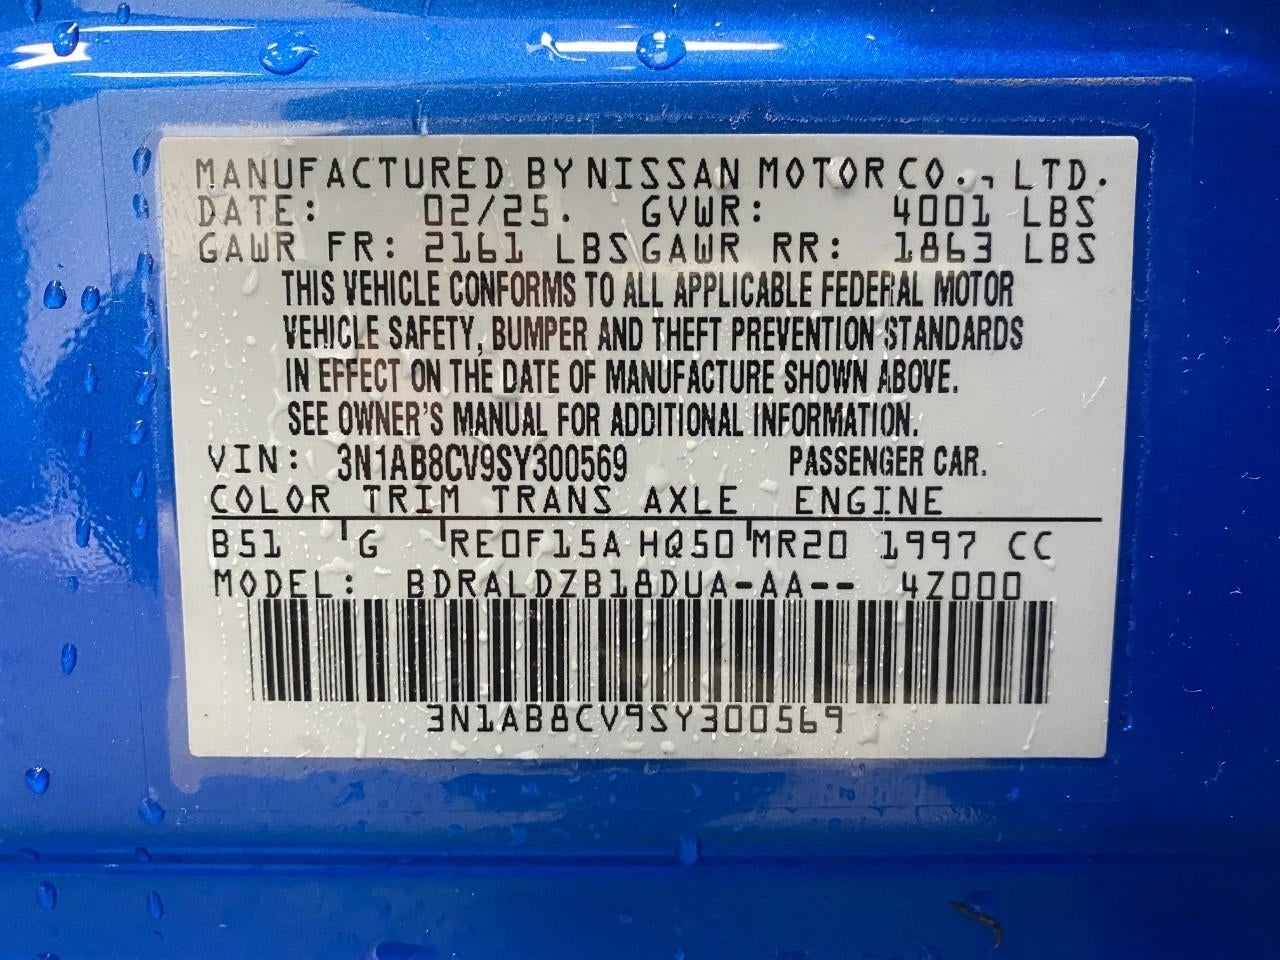 MANUFACTURED BY NISSAN MOTOR CO., LTD.
DATE: 02/25. GVWR: 4001 LBS
GAWR FR: 2161 LBS GAWR RR: 1863 LBS
THIS VEHICLE CONFORMS TO ALL APPLICABLE FEDERAL MOTOR
VEHICLE SAFETY, BUMPER AND THEFT PREVENTION STANDARDS
IN EFFECT ON THE DATE OF MANUFACTURE SHOWN ABOVE.
SEE OWNER'S MANUAL FOR ADDITIONAL INFORMATION.
VIN: 3N1AB8CV9SY300569 PASSENGER CAR.
COLOR TRIM TRANS AXLE ENGINE
B51 G RE0F15A HQ50 MR20 1997 CC
MODEL: BDRALDZB18DUA-AA-- 4Z000
3N1AB8CV9SY300569